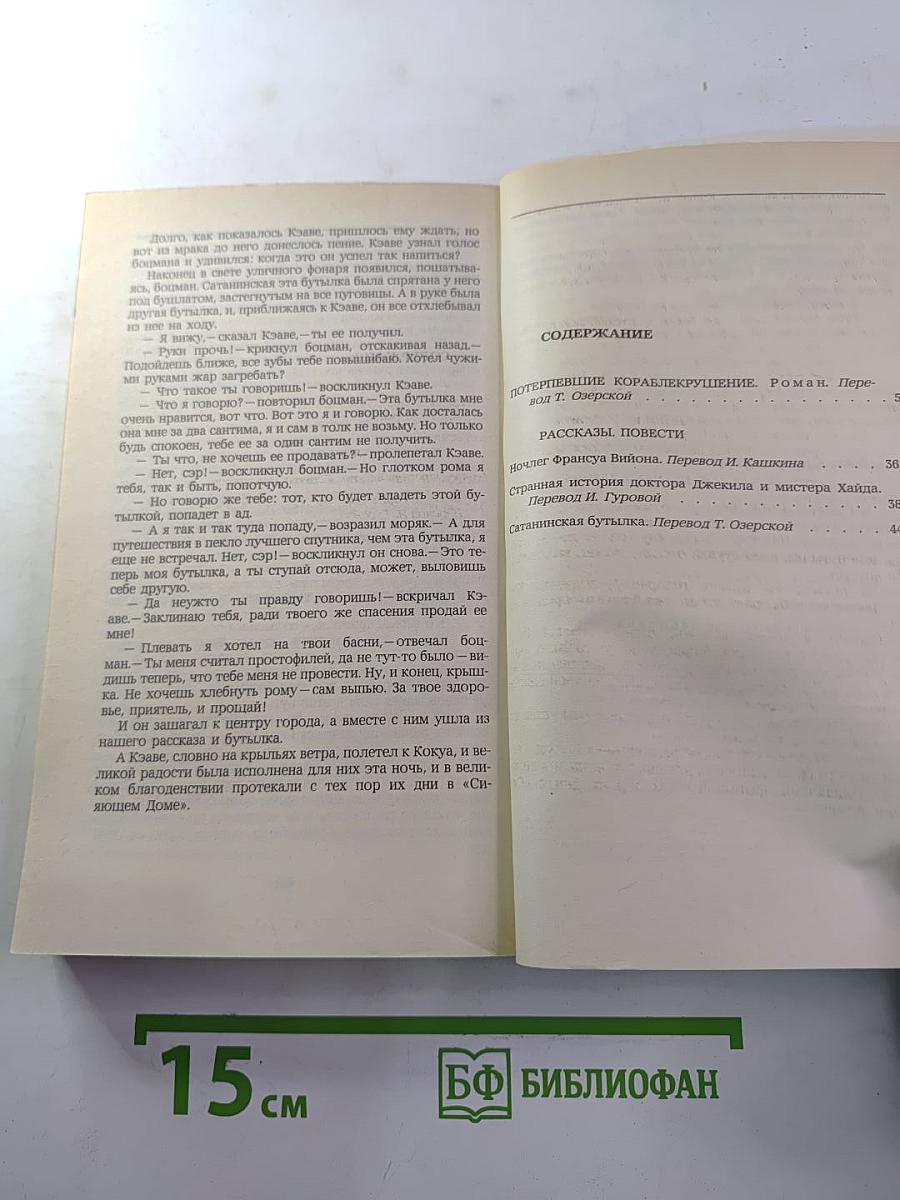 Долго, как показалось Кэаве, пришлось ему ждать, но
вот из мрака до него донеслось пение. Кэаве узнал голос
боцмана и удивился: когда это он успел так напиться?
Наконец в свете уличного фонаря появился, пошатыва-
ясь, боцман. Сатанинская эта бутылка была спрятана у него
под бушлатом, застегнутым на все пуговицы. А в руке была
другая бутылка, и, приближаясь к Кэаве, он все отхлебывал
из нее на ходу.
— Я вижу,— сказал Кэаве,— ты ее получил.
— Руки прочь!— крикнул боцман, отскакивая назад.—
Подойдешь ближе, все зубы тебе повышибаю. Хотел чужи-
ми руками жар загребать?
— Что такое ты говоришь!— воскликнул Кэаве.
— Что я говорю?— повторил боцман.— Эта бутылка мне
очень нравится, вот что. Вот это я и говорю. Как досталась
она мне за два сантима, я и сам в толк не возьму. Но только
будь спокоен, тебе ее за один сантим не получить.
— Ты что, не хочешь ее продавать?— пролепетал Кэаве.
— Нет, сэр!— воскликнул боцман.— Но глотком рома я
тебя, так и быть, попотчую.
— Но говорю же тебе: тот, кто будет владеть этой бу-
тылкой, попадет в ад.
— А я так и так туда попаду,— возразил моряк.— А для
путешествия в пекло лучшего спутника, чем эта бутылка, я
еще не встречал. Нет, сэр!— воскликнул он снова.— Это те-
перь моя бутылка, а ты ступай отсюда, может, выловишь
себе другую.
— Да неужто ты правду говоришь!— вскричал Кэ-
аве.— Заклинаю тебя, ради твоего же спасения продай ее
мне!
— Плевать я хотел на твои басни,— отвечал боц-
ман.— Ты меня считал простофилей, да не тут-то было — ви-
дишь теперь, что тебе меня не провести. Ну, и конец, крыш-
ка. Не хочешь хлебнуть рому — сам выпью. За твое здоро-
вье, приятель, и прощай!
И он зашагал к центру города, а вместе с ним ушла из
нашего рассказа и бутылка.
А Кэаве, словно на крыльях ветра, полетел к Кокуа, и ве-
ликой радости была исполнена для них эта ночь, и в вели-
ком благоденствии протекали с тех пор их дни в «Си-
яющем Доме».
СОДЕРЖАНИЕ
ПОТЕРПЕВШИЕ КОРАБЛЕКРУШЕНИЕ. Роман. Пере-
вод Т. Озерской . . . . . . . . . . . . . . . 5
РАССКАЗЫ. ПОВЕСТИ
Ночлег Франсуа Вийона. Перевод И. Кашкина . . . . 36
Странная история доктора Джекила и мистера Хайда.
Перевод И. Гуровой . . . . . . . . . . . . . 38
Сатанинская бутылка. Перевод Т. Озерской . . . . . 44
15 см
БФ БИБЛИОФАН